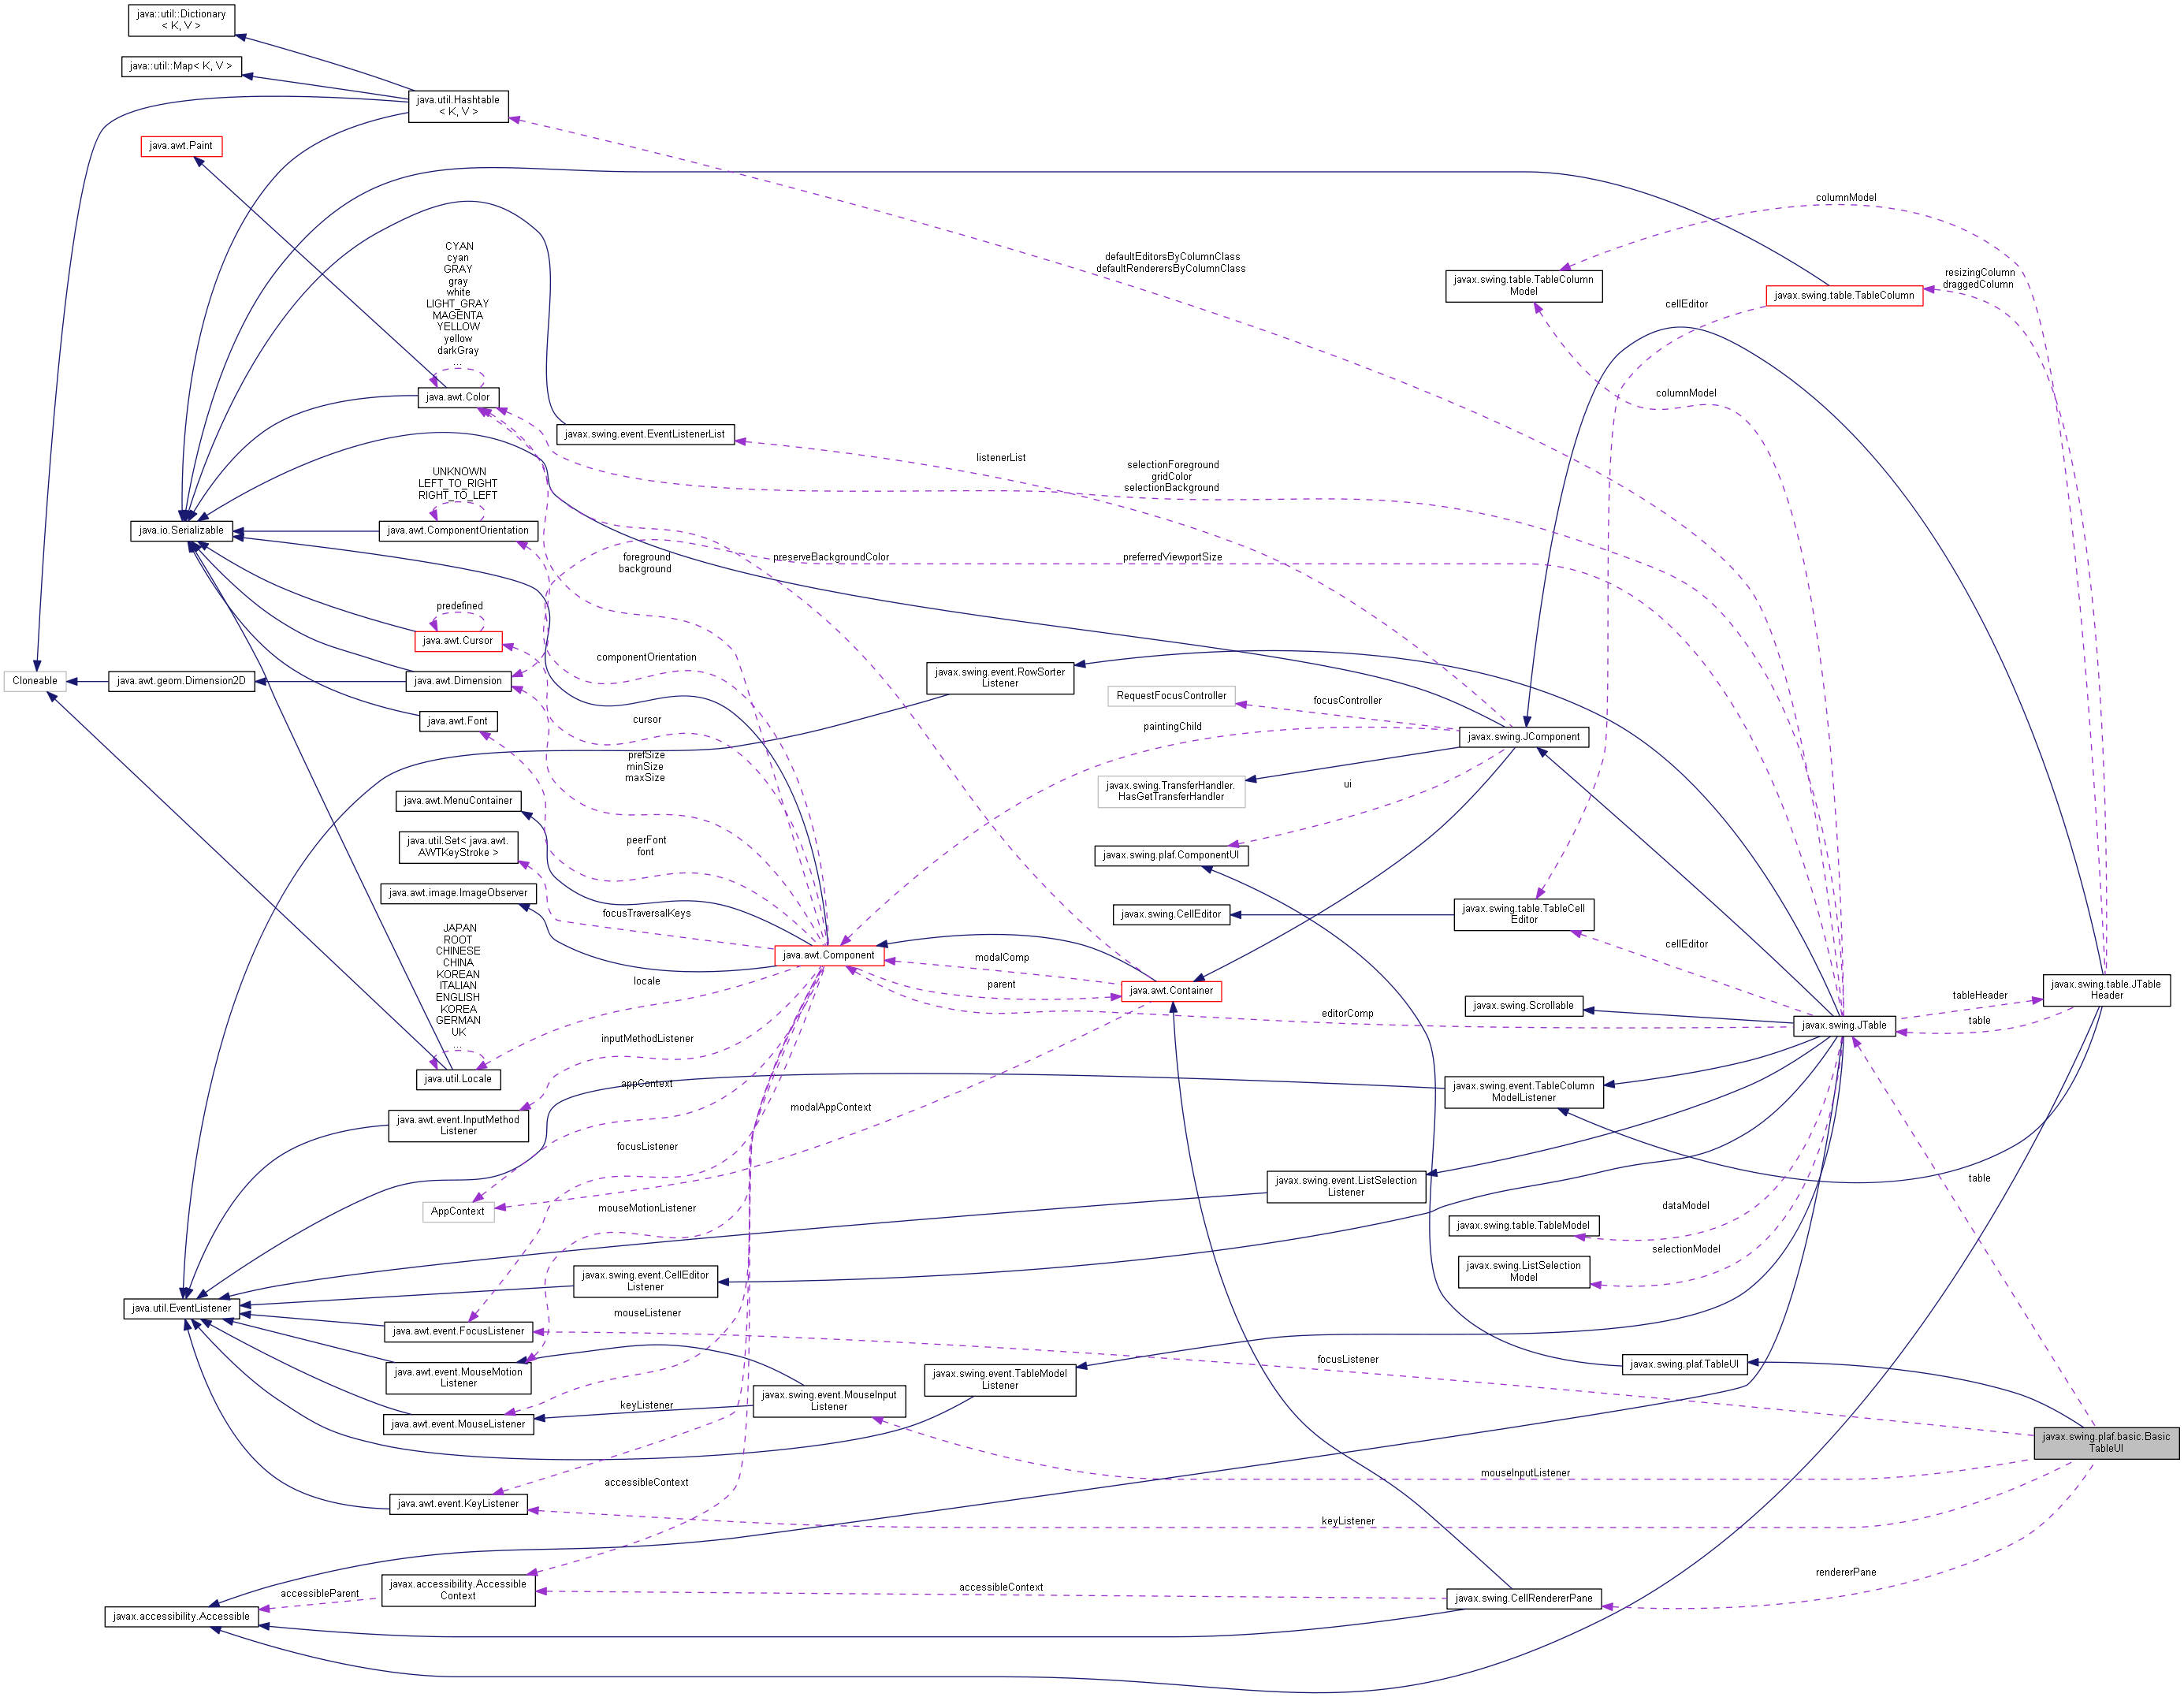 java::util::Dictionary
< K, V >
java::util::Map< K, V >
java.util.Hashtable
< K, V >
java.awt.Paint
columnModel
defaultEditorsByColumnClass
defaultRenderersByColumnClass
javax.swing.table.TableColumn
Model
resizingColumn
draggedColumn
javax.swing.table.TableColumn
cellEditor
CYAN
cyan
GRAY
gray
white
LIGHT_GRAY
MAGENTA
YELLOW
yellow
darkGray
...
java.awt.Color
columnModel
javax.swing.event.EventListenerList
listenerList
selectionForeground
gridColor
selectionBackground
UNKNOWN
LEFT_TO_RIGHT
RIGHT_TO_LEFT
java.io.Serializable
java.awt.ComponentOrientation
foreground
background
preserveBackgroundColor
preferredViewportSize
predefined
java.awt.Cursor
componentOrientation
Cloneable
java.awt.geom.Dimension2D
java.awt.Dimension
javax.swing.event.RowSorter
Listener
RequestFocusController
focusController
java.awt.Font
cursor
paintingChild
javax.swing.JComponent
prefSize
minSize
maxSize
javax.swing.TransferHandler.
HasGetTransferHandler
ui
java.awt.MenuContainer
java.util.Set< java.awt.
AWTKeyStroke >
peerFont
font
javax.swing.plaf.ComponentUI
java.awt.image.ImageObserver
focusTraversalKeys
javax.swing.CellEditor
javax.swing.table.TableCell
Editor
JAPAN
ROOT
CHINESE
CHINA
KOREAN
ITALIAN
ENGLISH
KOREA
GERMAN
UK
...
java.util.Locale
locale
java.awt.Component
modalComp
parent
java.awt.Container
cellEditor
javax.swing.Scrollable
editorComp
javax.swing.JTable
tableHeader
table
javax.swing.table.JTable
Header
inputMethodListener
appContext
modalAppContext
javax.swing.event.TableColumn
ModelListener
java.awt.event.InputMethod
Listener
focusListener
javax.swing.event.ListSelection
Listener
table
AppContext
mouseMotionListener
dataModel
javax.swing.table.TableModel
selectionModel
javax.swing.ListSelection
Model
javax.swing.event.CellEditor
Listener
java.util.EventListener
mouseListener
java.awt.event.FocusListener
focusListener
javax.swing.plaf.TableUI
java.awt.event.MouseMotion
Listener
javax.swing.event.MouseInput
Listener
javax.swing.event.TableModel
Listener
keyListener
java.awt.event.MouseListener
javax.swing.plaf.basic.Basic
TableUI
accessibleContext
mouseInputListener
java.awt.event.KeyListener
keyListener
accessibleParent
javax.accessibility.Accessible
Context
accessibleContext
javax.swing.CellRendererPane
rendererPane
javax.accessibility.Accessible